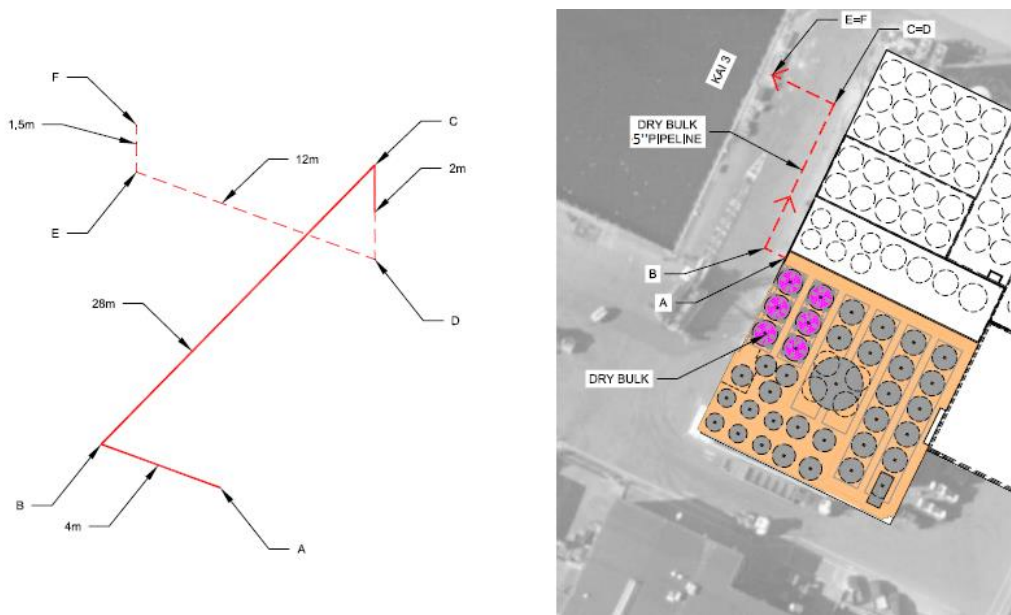 F
1,5m
E
12m
C
2m
D
28m
B
4m
A
E=F
C=D
KAI 3
DRY BULK
5"PIPELINE
B
A
DRY BULK